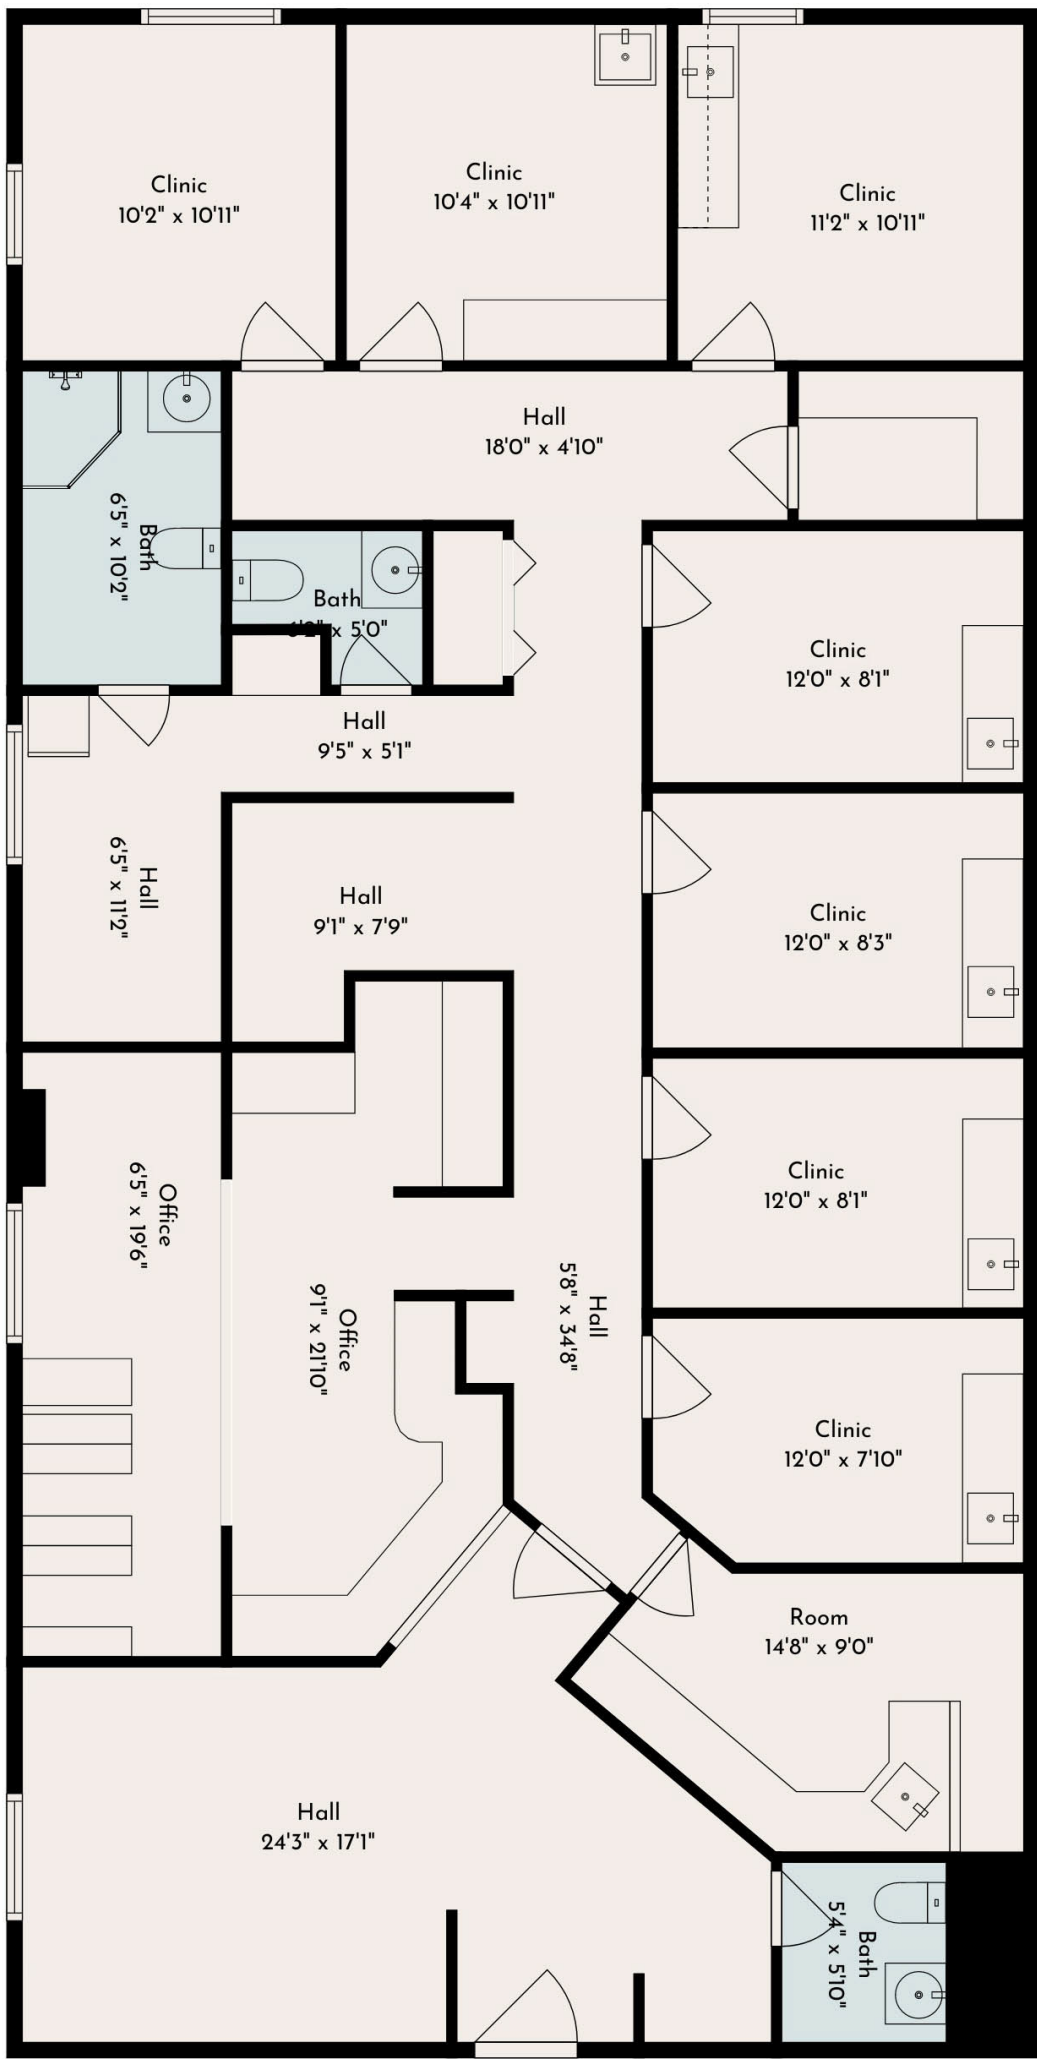 Clinic
10'2" x 10'11"
Clinic
10'4" x 10'11"
Clinic
11'2" x 10'11"
Hall
18'0" x 4'10"
Bath
6'5" x 10'2"
Bath
6'2" x 5'0"
Clinic
12'0" x 8'1"
Hall
9'5" x 5'1"
Hall
6'5" x 11'2"
Hall
9'1" x 7'9"
Clinic
12'0" x 8'3"
Office
6'5" x 19'6"
Clinic
12'0" x 8'1"
Office
9'1" x 21'10"
Hall
5'8" x 34'8"
Clinic
12'0" x 7'10"
Room
14'8" x 9'0"
Hall
24'3" x 17'1"
Bath
5'4" x 5'10"